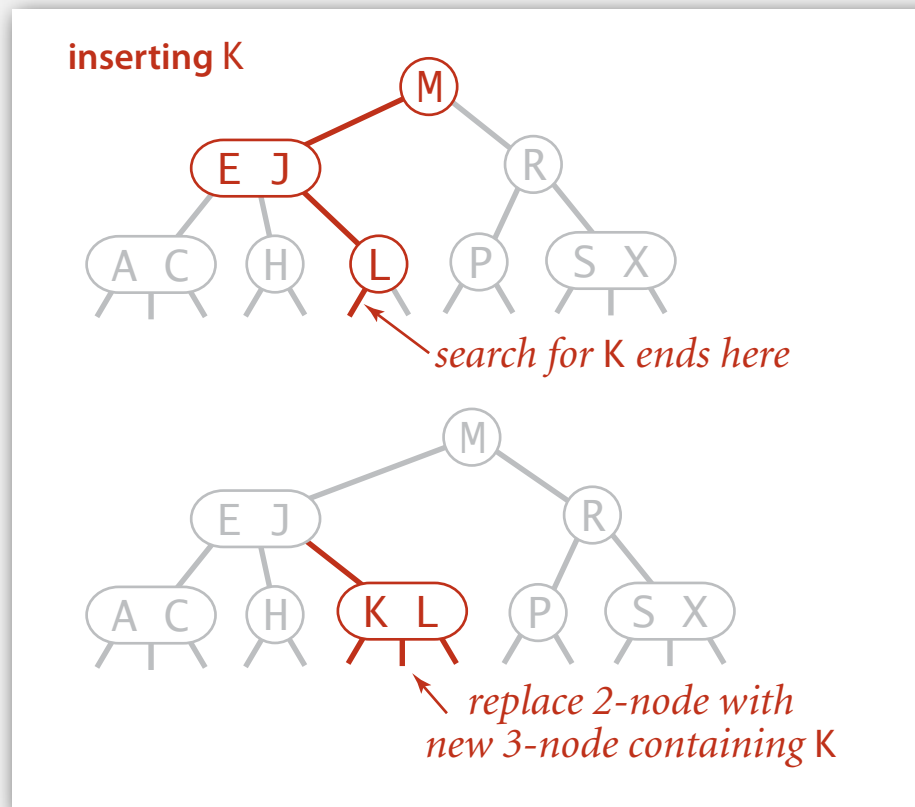 inserting K
M
E J
R
A C
H
L
P
S X
search for K ends here
M
E J
R
A C
H
K L
P
S X
replace 2-node with
new 3-node containing K